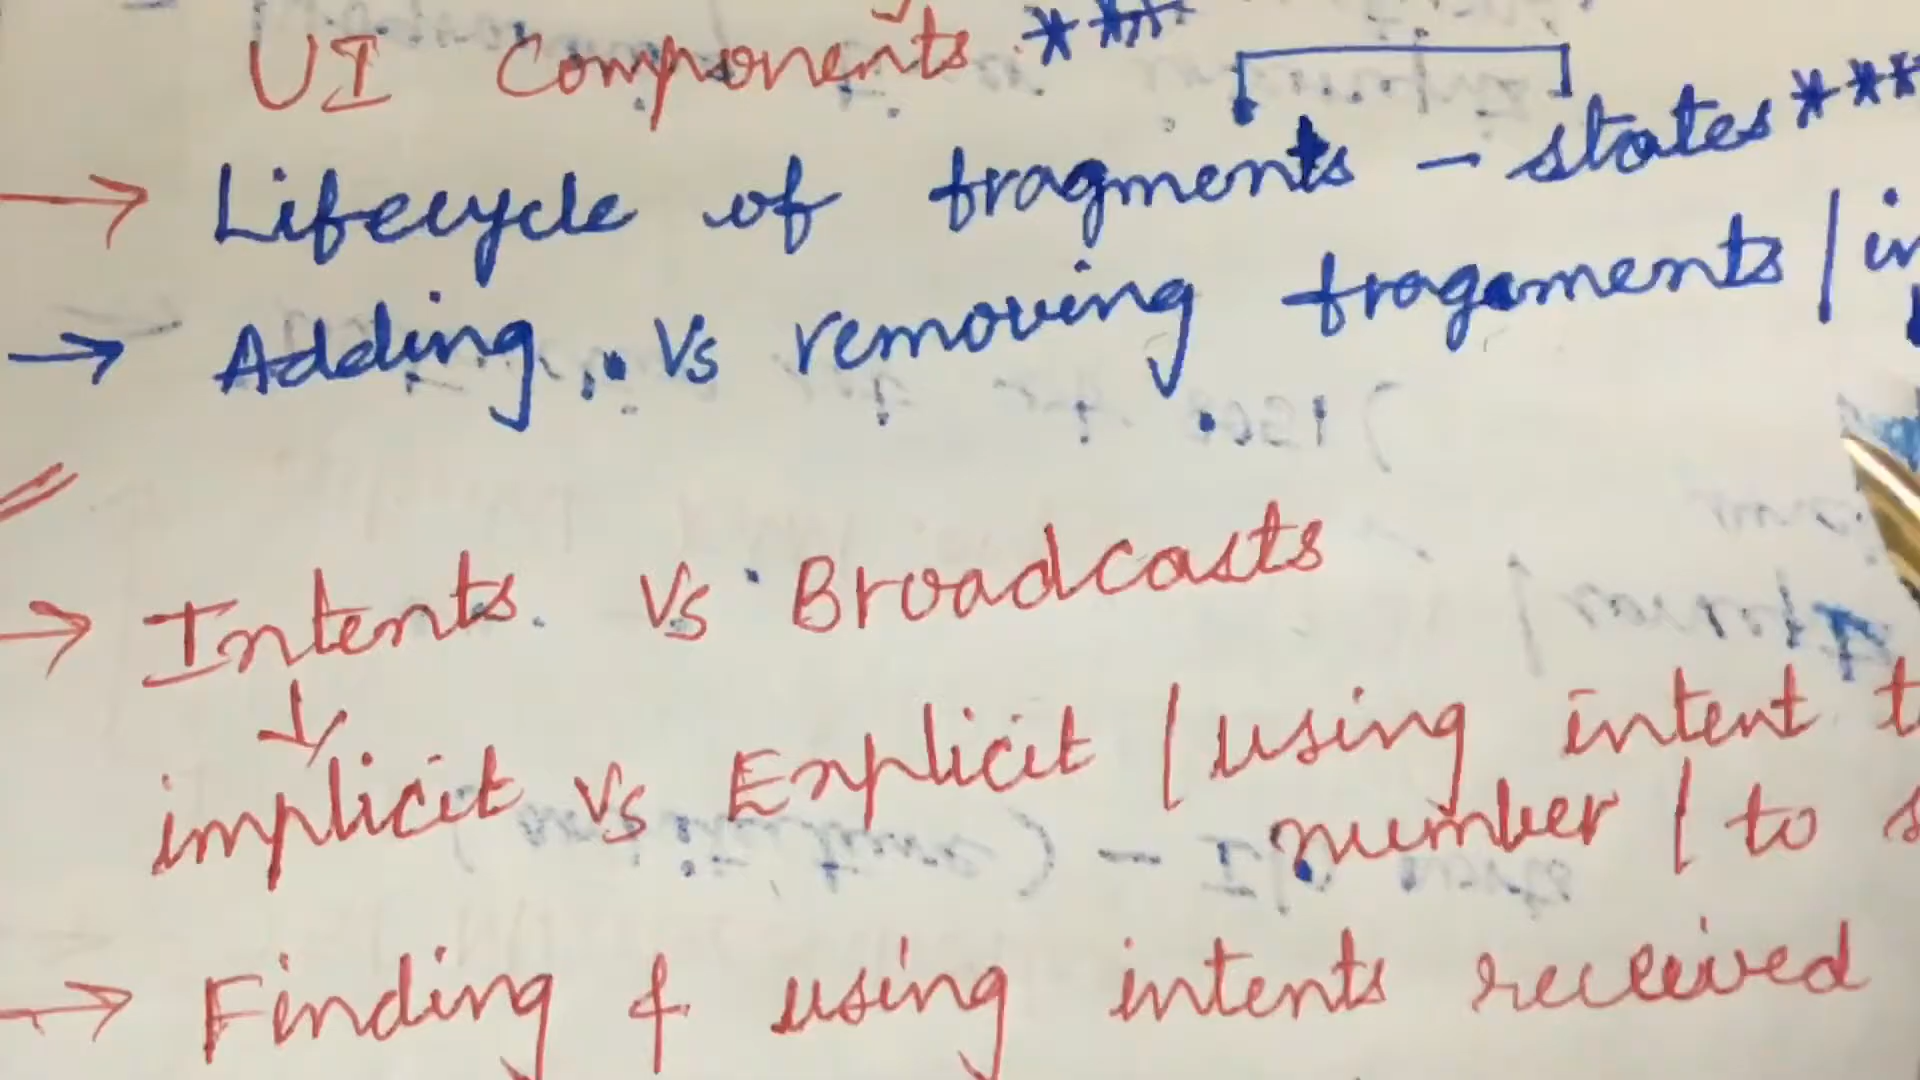 UI Components ***
→ Lifecycle of fragments - states ***
→ Adding vs removing fragaments /
→ Intents vs Broadcasts
implicit vs Explicit / using intent
number / to
→ Finding & using intents received